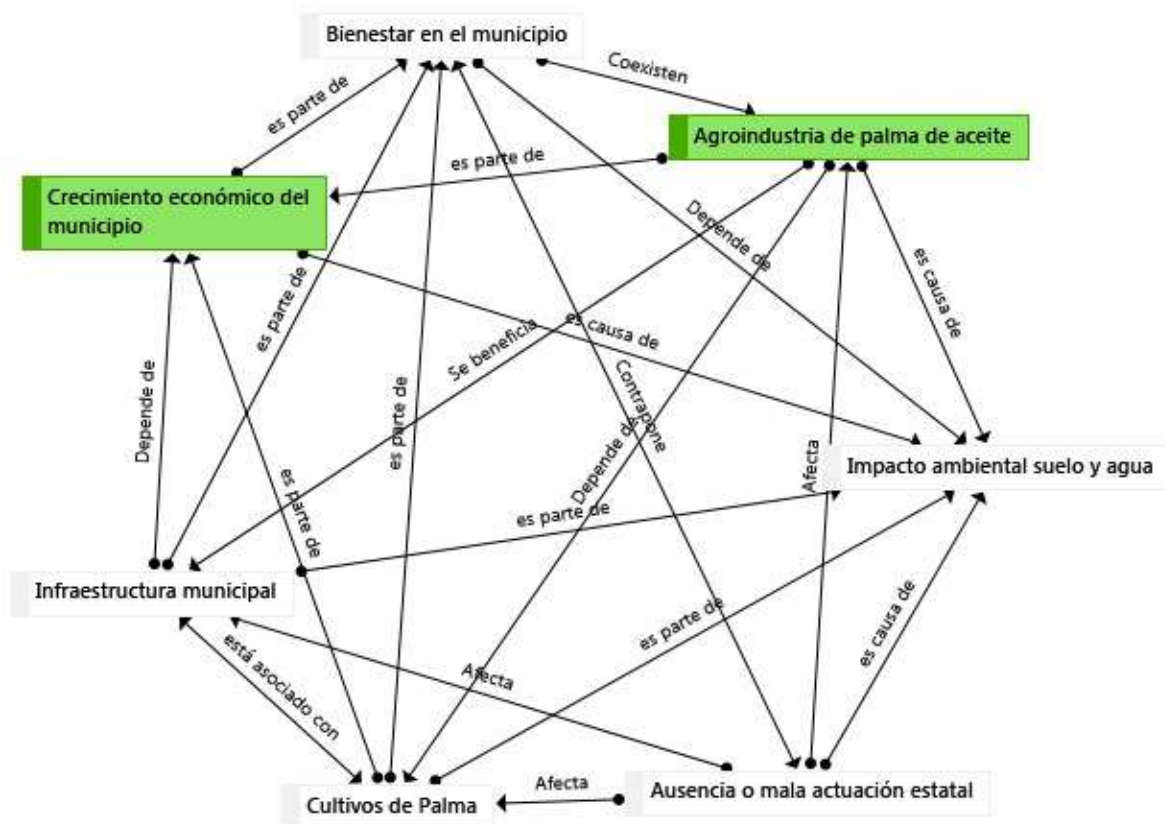 Bienestar en el municipio
Coexisten
es parte de
Agroindustria de palma de aceite
es parte de
Crecimiento económico del
municipio
Depende de
es causa de
es parte de
Se beneficia
es causa de
Depende de
es parte de
Contrapone
Depende de
Afecta
Impacto ambiental suelo y agua
es parte de
es parte de
Infraestructura municipal
es parte de
es causa de
está asociado con
Afecta
Afecta
Cultivos de Palma
Ausencia o mala actuación estatal